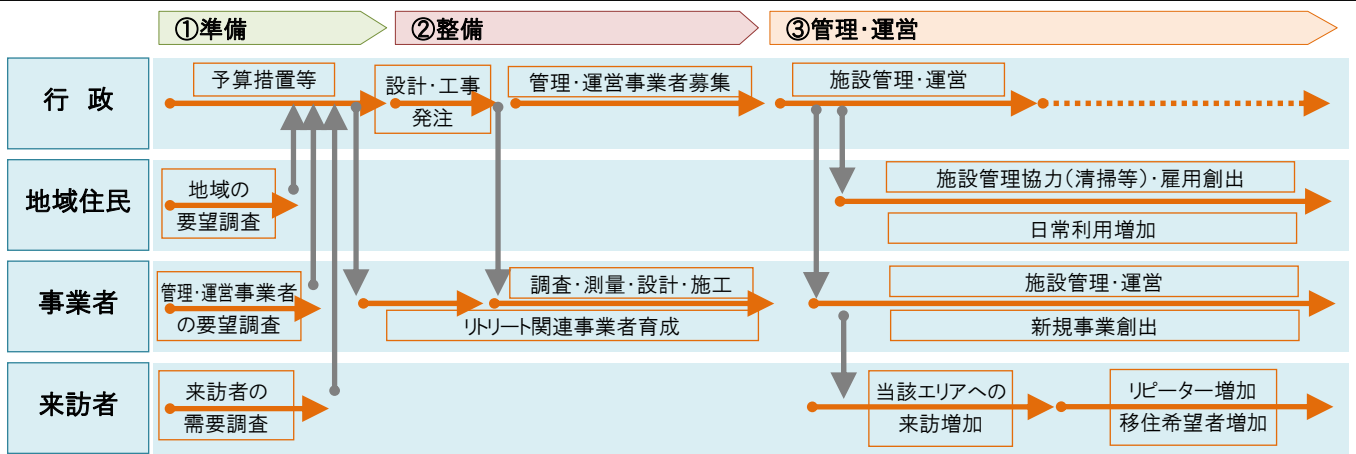 ①準備
②整備
③管理・運営
行 政
予算措置等
設計・工事
発注
管理・運営事業者募集
施設管理・運営
地域住民
地域の
要望調査
施設管理協力(清掃等)・雇用創出
日常利用増加
事業者
管理・運営事業者
の要望調査
調査・測量・設計・施工
リトリート関連事業者育成
施設管理・運営
新規事業創出
来訪者
来訪者の
需要調査
当該エリアへの
来訪増加
リピーター増加
移住希望者増加